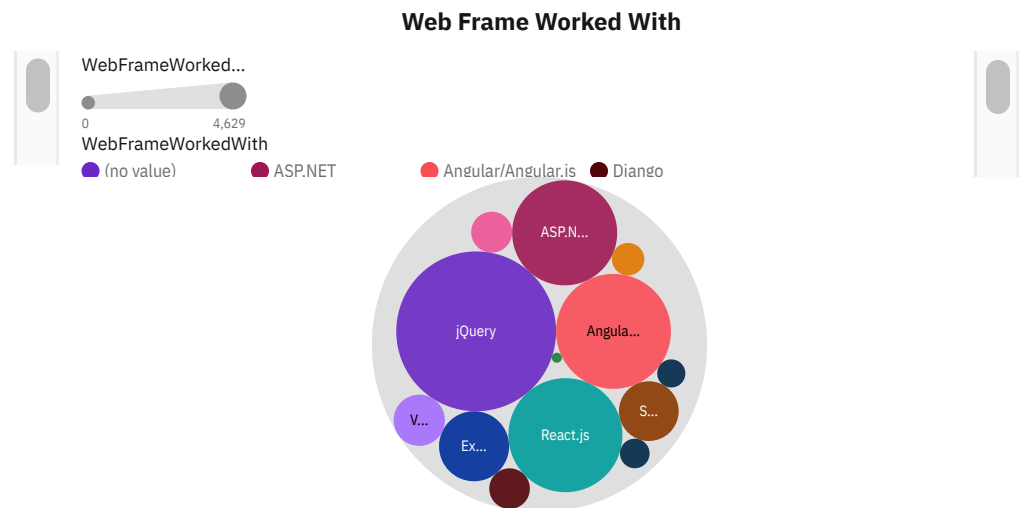 Web Frame Worked With
WebFrameWorked...
0 4,629
WebFrameWorkedWith
(no value) ASP.NET Angular/Angular.js Django
ASP.N...
jQuery Angula...
V... S...
Ex... React.js